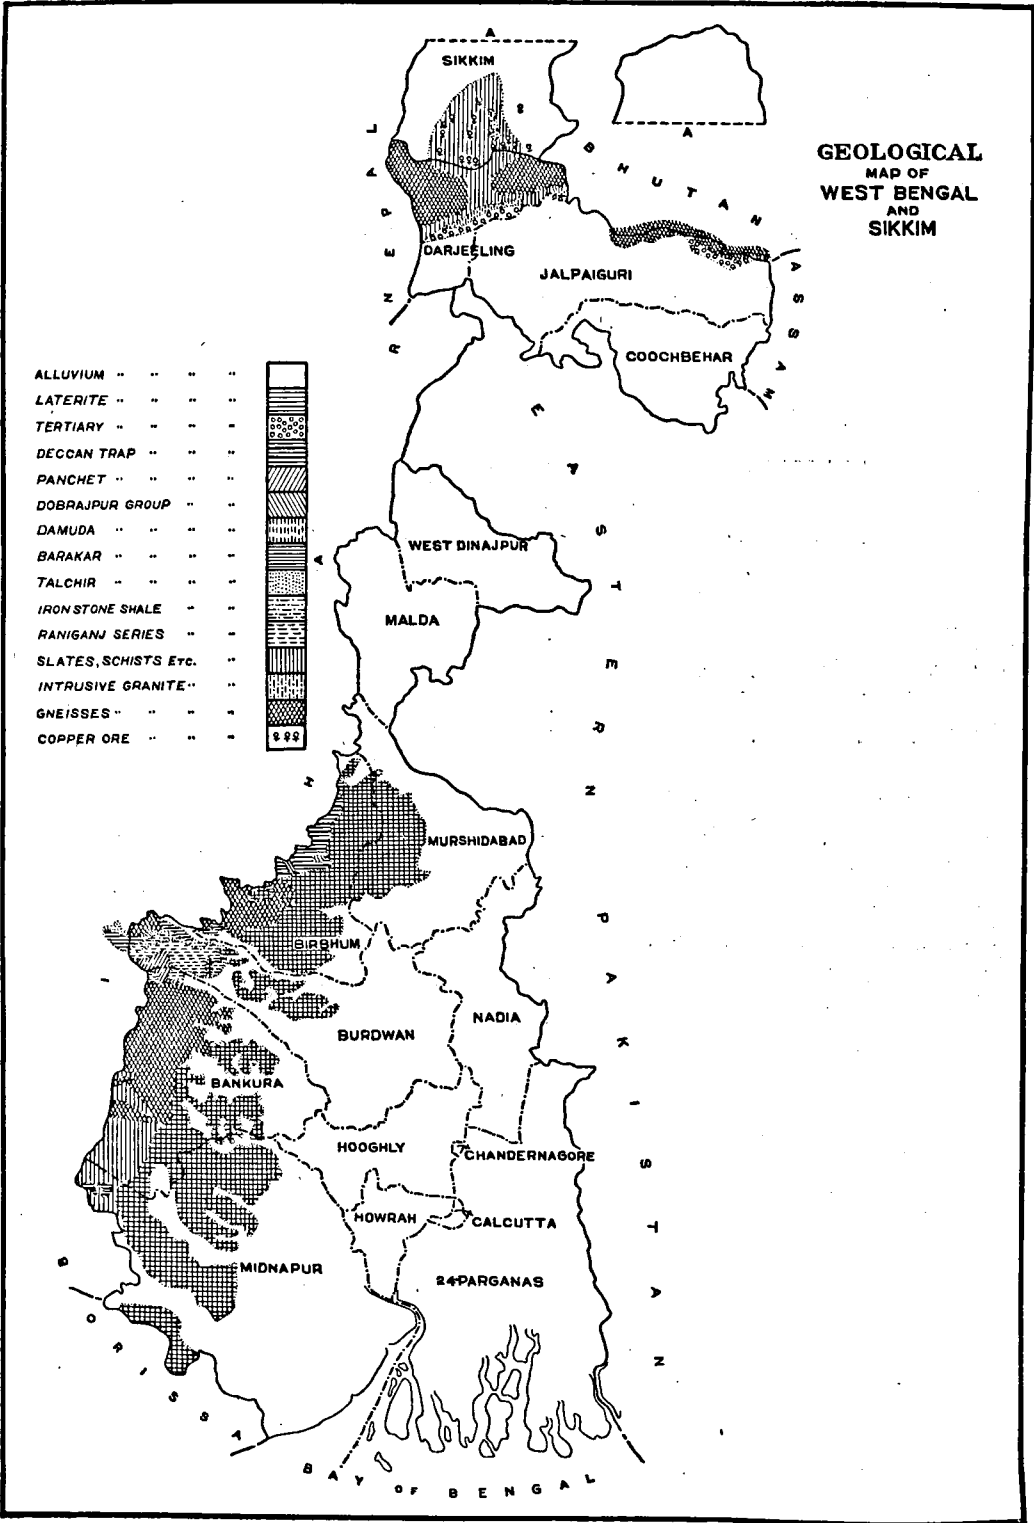 GEOLOGICAL
MAP OF
WEST BENGAL
AND
SIKKIM
A
SIKKIM
A
NEPAL
BHUTAN
ASSAM
DARJEELING
JALPAIGURI
COOCHBEHAR
ALLUVIUM " " " "
LATERITE " " " "
TERTIARY " " " "
DECCAN TRAP " " "
PANCHET " " " "
DOBRAJPUR GROUP " "
DAMUDA " " " "
BARAKAR " " " "
TALCHIR " " " "
IRON STONE SHALE " "
RANIGANJ SERIES " "
SLATES, SCHISTS ETC. "
INTRUSIVE GRANITE " "
GNEISSES " " " "
COPPER ORE " " "
WEST DINAJPUR
MALDA
BIHAR
EASTERN PAKISTAN
MURSHIDABAD
BIRBHUM
BURDWAN
NADIA
BANKURA
HOOGHLY
CHANDERNAGORE
HOWRAH
CALCUTTA
MIDNAPUR
24-PARGANAS
B
ORISSA
BAY OF BENGAL